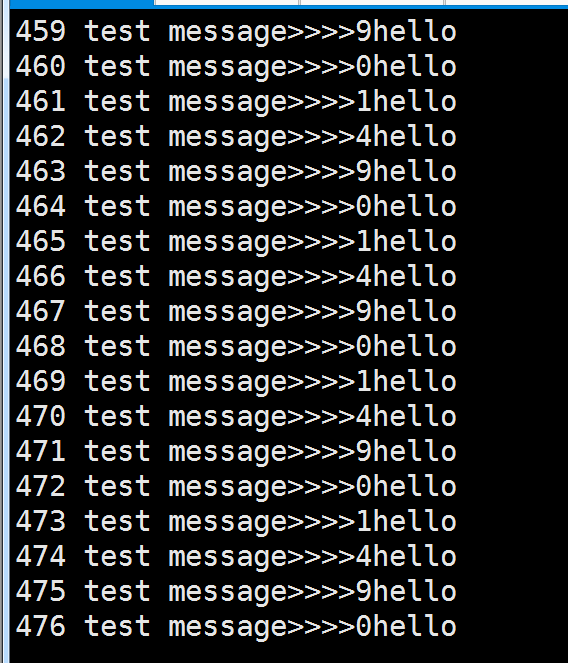 459 test message>>>>9hello
460 test message>>>>0hello
461 test message>>>>1hello
462 test message>>>>4hello
463 test message>>>>9hello
464 test message>>>>0hello
465 test message>>>>1hello
466 test message>>>>4hello
467 test message>>>>9hello
468 test message>>>>0hello
469 test message>>>>1hello
470 test message>>>>4hello
471 test message>>>>9hello
472 test message>>>>0hello
473 test message>>>>1hello
474 test message>>>>4hello
475 test message>>>>9hello
476 test message>>>>0hello